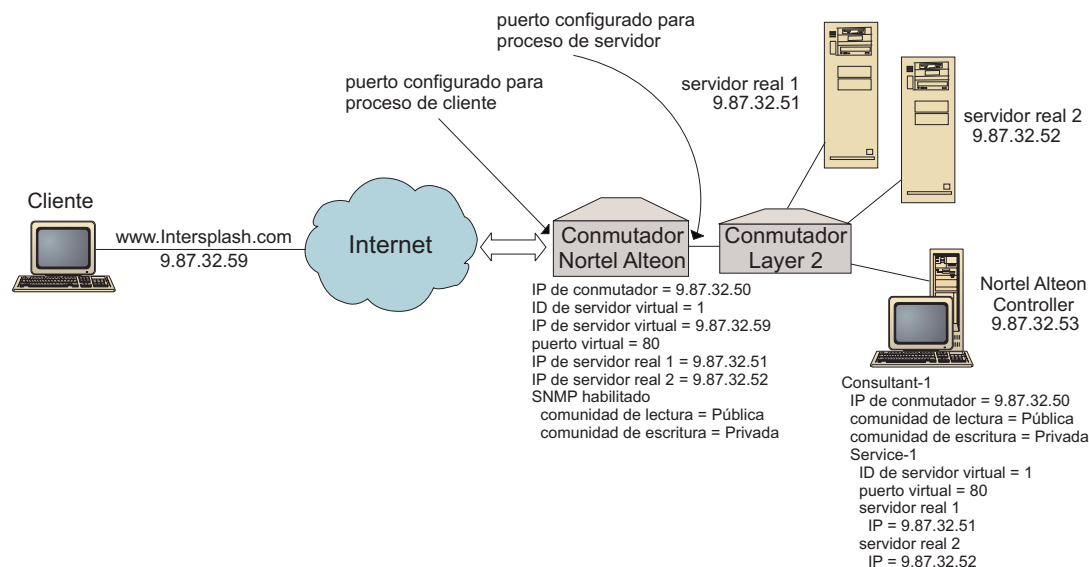 puerto configurado para
proceso de servidor
puerto configurado para
proceso de cliente
servidor real 1
9.87.32.51
servidor real 2
9.87.32.52
Cliente
www.Intersplash.com
9.87.32.59
Internet
Conmutador
Nortel Alteon
Conmutador
Layer 2
IP de conmutador = 9.87.32.50
ID de servidor virtual = 1
IP de servidor virtual = 9.87.32.59
puerto virtual = 80
IP de servidor real 1 = 9.87.32.51
IP de servidor real 2 = 9.87.32.52
SNMP habilitado
comunidad de lectura = Pública
comunidad de escritura = Privada
Nortel Alteon
Controller
9.87.32.53
Consultant-1
IP de conmutador = 9.87.32.50
comunidad de lectura = Pública
comunidad de escritura = Privada
Service-1
ID de servidor virtual = 1
puerto virtual = 80
servidor real 1
IP = 9.87.32.51
servidor real 2
IP = 9.87.32.52